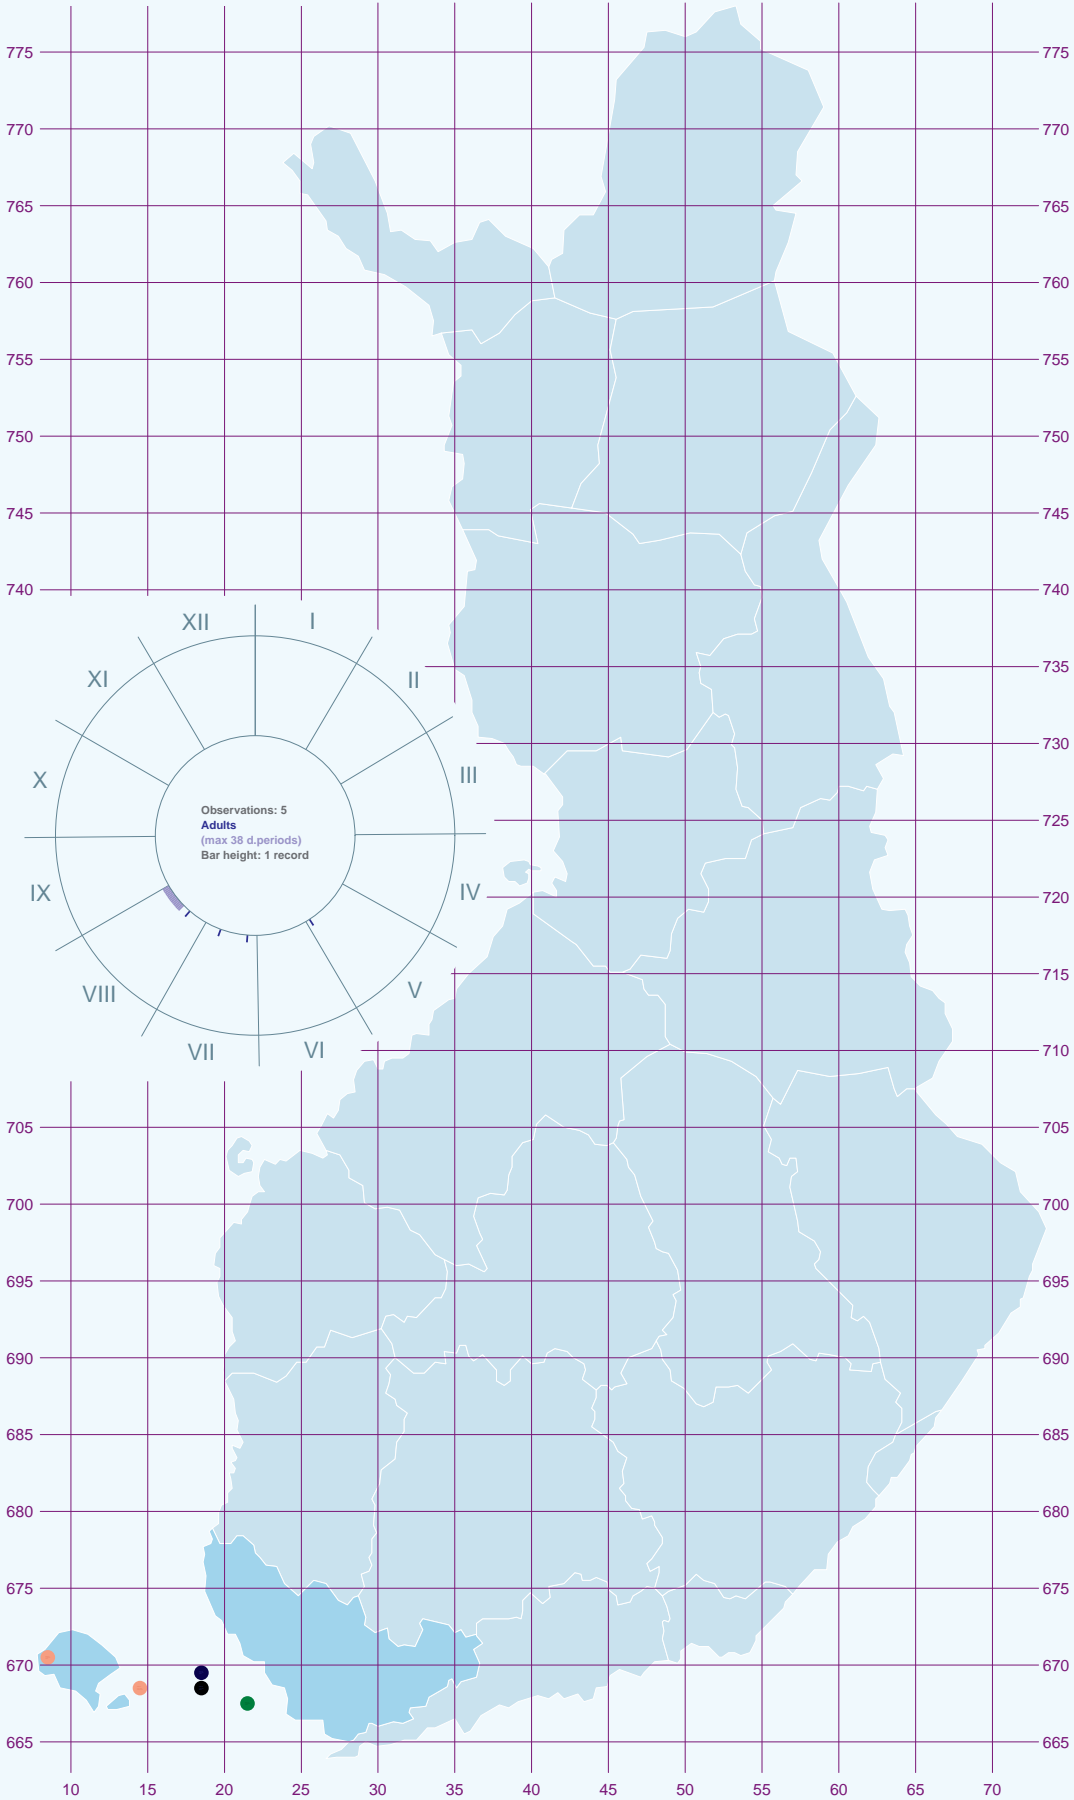 775 775
770 770
765 765
760 760
755 755
750 750
745 745
740 740
XII I
XI II
735
730
X III
Observations: 5
Adults
(max 38 d.periods)
Bar height: 1 record
725
IX IV
720
VIII V
715
VII VI
710
705 705
700 700
695 695
690 690
685 685
680 680
675 675
670 670
665 665
10 15 20 25 30 35 40 45 50 55 60 65 70